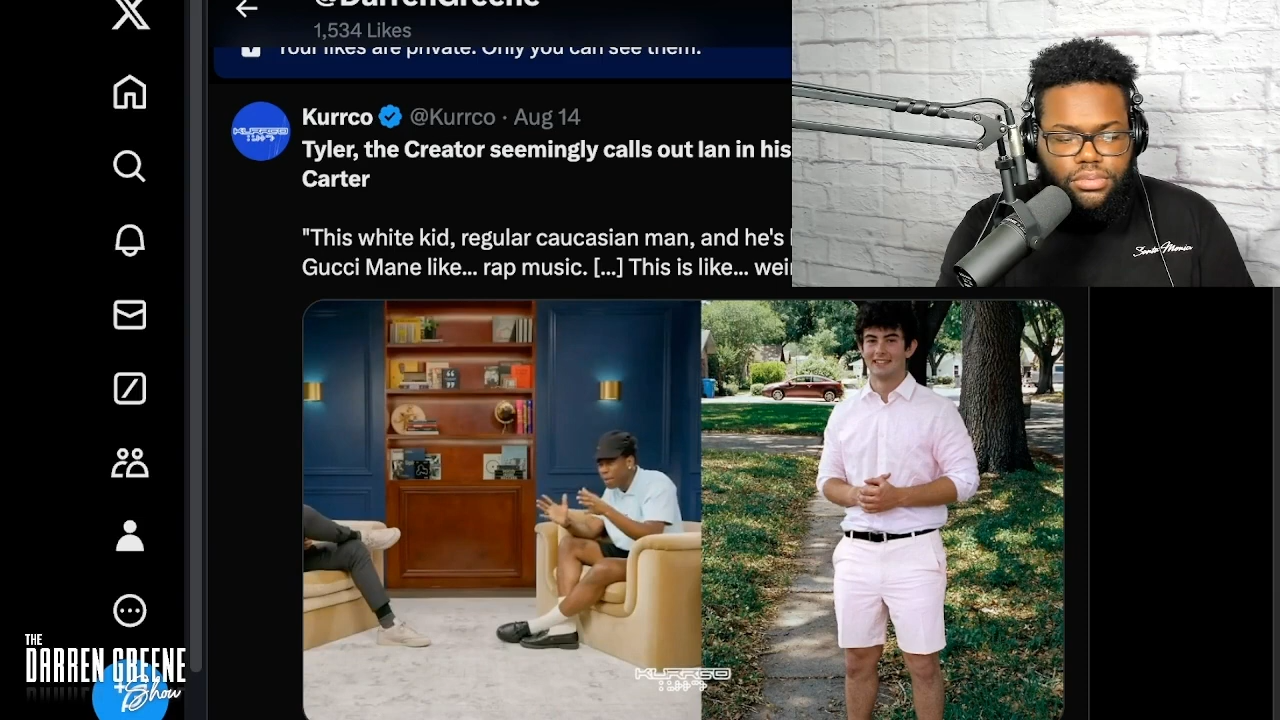 @DarrenGreene
1,534 Likes
Your likes are private. Only you can see them.
Kurrco @Kurrco · Aug 14
Tyler, the Creator seemingly calls out Ian in his
Carter
"This white kid, regular caucasian man, and he's
Gucci Mane like... rap music. [...] This is like...
KURRCO
KURRCO
THE
DARREN GREENE
Show